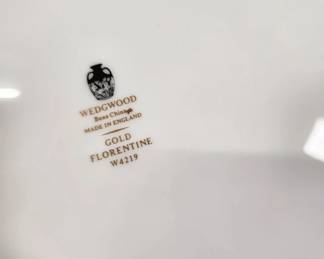 WEDGWOOD
Bone China
MADE IN ENGLAND
GOLD
FLORENTINE
W4219